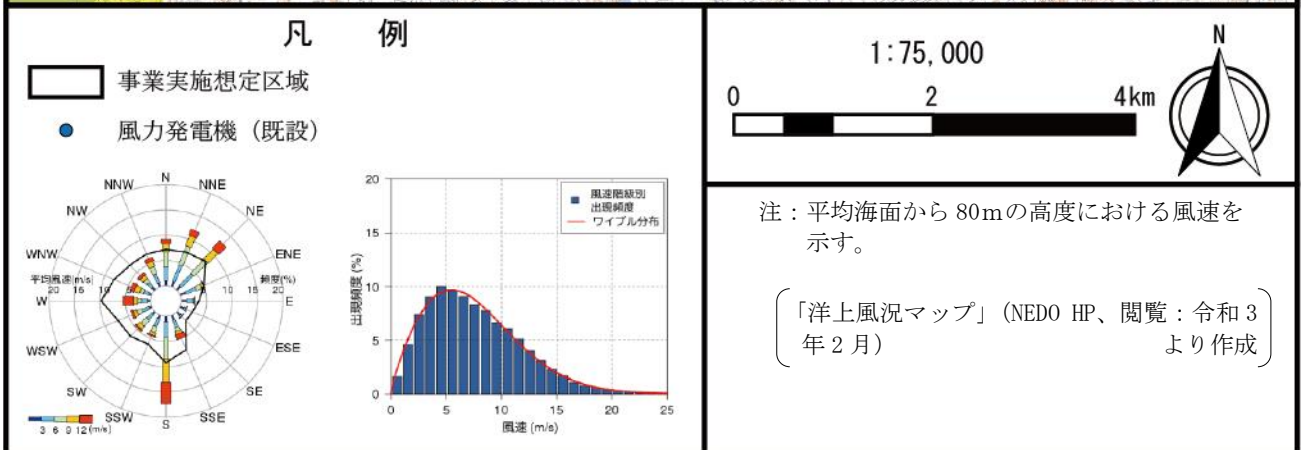 凡 例
事業実施想定区域
風力発電機（既設）
N
NNW
NNE
NW
NE
WNW
ENE
平均風速(m/s)
頻度(%)
20 16
10 15 20
W
E
WSW
ESE
SW
SE
SSW
SSE
S
3 6 9 12(m/s)
風速階級別
出現頻度
ワイブル分布
出現頻度 (%)
20
15
10
5
0
0 5 10 15 20 25
風速 (m/s)
1:75,000
0 2 4km
N
注：平均海面から 80mの高度における風速を
示す。
「洋上風況マップ」（NEDO HP、閲覧：令和 3
年 2 月） より作成